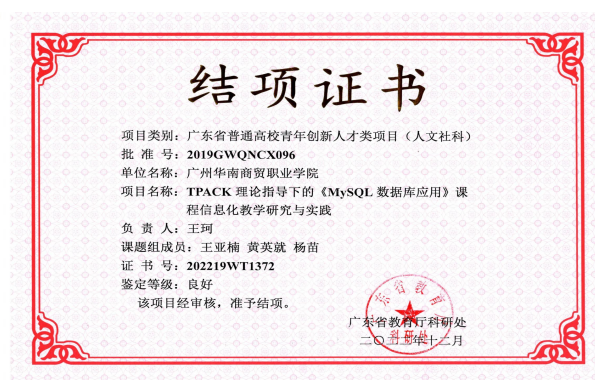 结项证书
项目类别：广东省普通高校青年创新人才类项目（人文社科）
批 准 号：2019GWQNCX096
单位名称：广州华南商贸职业学院
项目名称：TPACK 理论指导下的《MySQL 数据库应用》课
程信息化教学研究与实践
负 责 人：王珂
课题组成员：王亚楠 黄英就 杨苗
证 书 号：202219WT1372
鉴定等级：良好
该项目经审核，准予结项。
广东省教育厅科研处
二〇二二年十二月